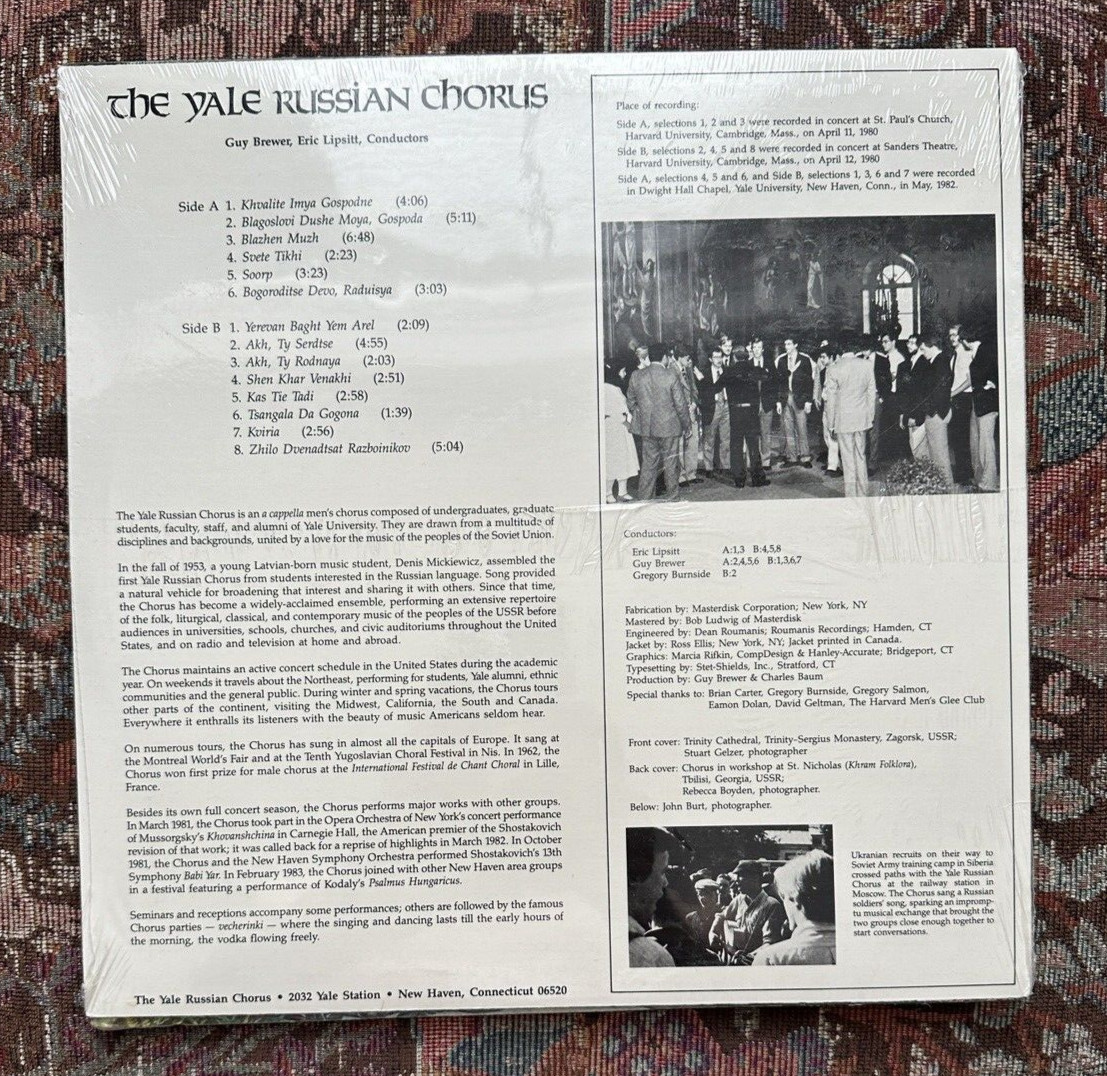 The Yale Russian Chorus
Guy Brewer, Eric Lipsitt, Conductors
Side A 1. Khvalite Imya Gospodne (4:06)
2. Blagoslovi Dushe Moya, Gospoda (5:11)
3. Blazhen Muzh (6:48)
4. Svete Tikhi (2:23)
5. Soorp (3:23)
6. Bogoroditse Devo, Raduisya (3:03)
Side B 1. Yerevan Baght Yem Arel (2:09)
2. Akh, Ty Serdtse (4:55)
3. Akh, Ty Rodnaya (2:03)
4. Shen Khar Venakhi (2:51)
5. Kas Tie Tadi (2:58)
6. Tsangala Da Gogona (1:39)
7. Kviria (2:56)
8. Zhilo Dvenadtsat Razboinikov (5:04)
The Yale Russian Chorus is an a cappella men's chorus composed of undergraduates, graduate
students, faculty, staff, and alumni of Yale University. They are drawn from a multitude of
disciplines and backgrounds, united by a love for the music of the peoples of the Soviet Union.
In the fall of 1953, a young Latvian-born music student, Denis Mickiewicz, assembled the
first Yale Russian Chorus from students interested in the Russian language. Song provided
a natural vehicle for broadening that interest and sharing it with others. Since that time,
the Chorus has become a widely-acclaimed ensemble, performing an extensive repertoire
of the folk, liturgical, classical, and contemporary music of the peoples of the USSR before
audiences in universities, schools, churches, and civic auditoriums throughout the United
States, and on radio and television at home and abroad.
The Chorus maintains an active concert schedule in the United States during the academic
year. On weekends it travels about the Northeast, performing for students, Yale alumni, ethnic
communities and the general public. During winter and spring vacations, the Chorus tours
other parts of the continent, visiting the Midwest, California, the South and Canada.
Everywhere it enthralls its listeners with the beauty of music Americans seldom hear.
On numerous tours, the Chorus has sung in almost all the capitals of Europe. It sang at
the Montreal World's Fair and at the Tenth Yugoslavian Choral Festival in Nis. In 1962, the
Chorus won first prize for male chorus at the International Festival de Chant Choral in Lille,
France.
Besides its own full concert season, the Chorus performs major works with other groups.
In March 1981, the Chorus took part in the Opera Orchestra of New York's concert performance
of Mussorgsky's Khovanshchina in Carnegie Hall, the American premier of the Shostakovich
revision of that work; it was called back for a reprise of highlights in March 1982. In October
1981, the Chorus and the New Haven Symphony Orchestra performed Shostakovich's 13th
Symphony Babi Yar. In February 1983, the Chorus joined with other New Haven area groups
in a festival featuring a performance of Kodaly's Psalmus Hungaricus.
Seminars and receptions accompany some performances; others are followed by the famous
Chorus parties — vecherinki — where the singing and dancing lasts till the early hours of
the morning, the vodka flowing freely.
The Yale Russian Chorus • 2032 Yale Station • New Haven, Connecticut 06520
Place of recording:
Side A, selections 1, 2 and 3 were recorded in concert at St. Paul's Church,
Harvard University, Cambridge, Mass., on April 11, 1980
Side B, selections 2, 4, 5 and 8 were recorded in concert at Sanders Theatre,
Harvard University, Cambridge, Mass., on April 12, 1980
Side A, selections 4, 5 and 6, and Side B, selections 1, 3, 6 and 7 were recorded
in Dwight Hall Chapel, Yale University, New Haven, Conn., in May, 1982.
Conductors:
Eric Lipsitt A:1,3 B:4,5,8
Guy Brewer A:2,4,5,6 B:1,3,6,7
Gregory Burnside B:2
Fabrication by: Masterdisk Corporation; New York, NY
Mastered by: Bob Ludwig of Masterdisk
Engineered by: Dean Roumanis; Roumanis Recordings; Hamden, CT
Jacket by: Ross Ellis; New York, NY; Jacket printed in Canada.
Graphics: Marcia Rifkin, CompDesign & Hanley-Accurate; Bridgeport, CT
Typesetting by: Stet-Shields, Inc., Stratford, CT
Production by: Guy Brewer & Charles Baum
Special thanks to: Brian Carter, Gregory Burnside, Gregory Salmon,
Eamon Dolan, David Geltman, The Harvard Men's Glee Club
Front cover: Trinity Cathedral, Trinity-Sergius Monastery, Zagorsk, USSR;
Stuart Gelzer, photographer
Back cover: Chorus in workshop at St. Nicholas (Khram Folklora),
Tbilisi, Georgia, USSR;
Rebecca Boyden, photographer.
Below: John Burt, photographer.
Ukranian recruits on their way to
Soviet Army training camp in Siberia
crossed paths with the Yale Russian
Chorus at the railway station in
Moscow. The Chorus sang a Russian
soldiers' song, sparking an impromp-
tu musical exchange that brought the
two groups close enough together to
start conversations.